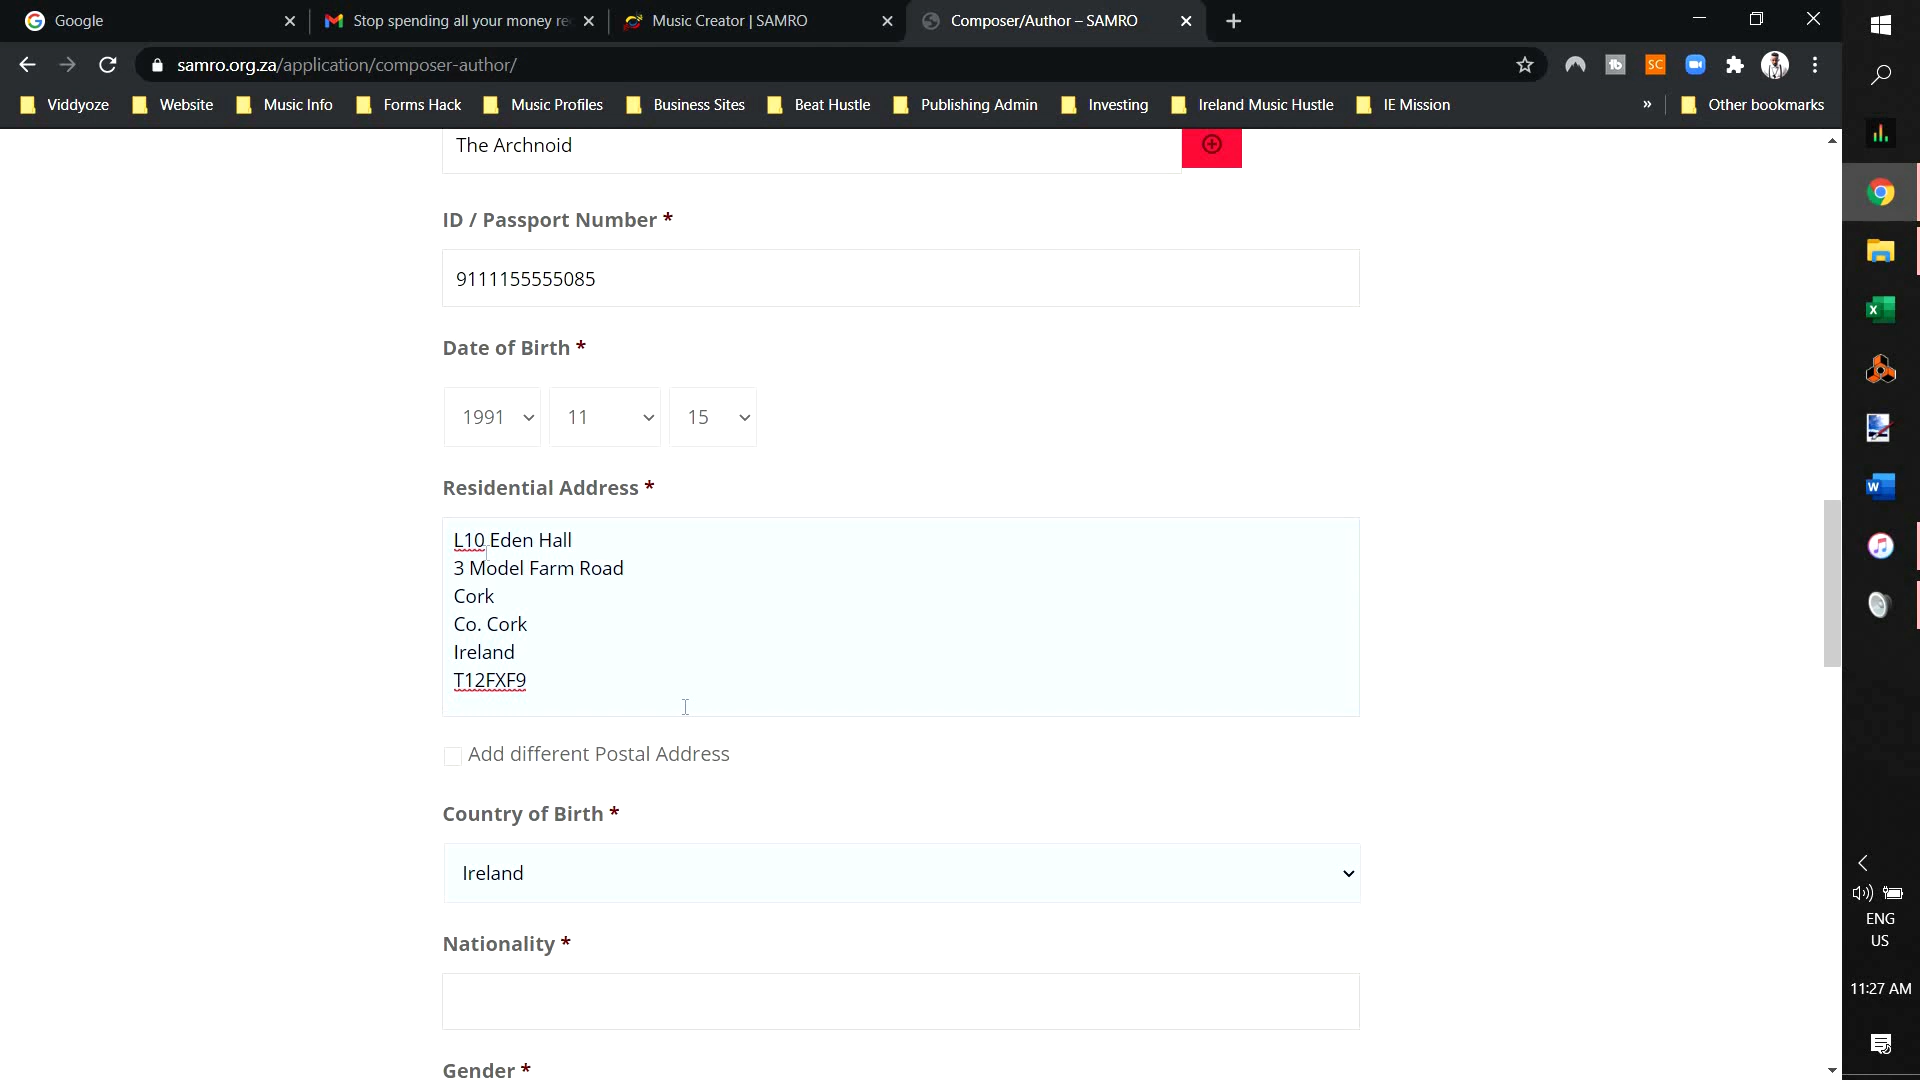 Google
Stop spending all your money re
Music Creator | SAMRO
Composer/Author – SAMRO
samro.org.za/application/composer-author/
Viddyoze
Website
Music Info
Forms Hack
Music Profiles
Business Sites
Beat Hustle
Publishing Admin
Investing
Ireland Music Hustle
IE Mission
»
Other bookmarks
The Archnoid
ID / Passport Number *
9111155555085
Date of Birth *
1991
11
15
Residential Address *
L10 Eden Hall
3 Model Farm Road
Cork
Co. Cork
Ireland
T12FXF9
Add different Postal Address
Country of Birth *
Ireland
Nationality *
Gender *
ENG
US
11:27 AM